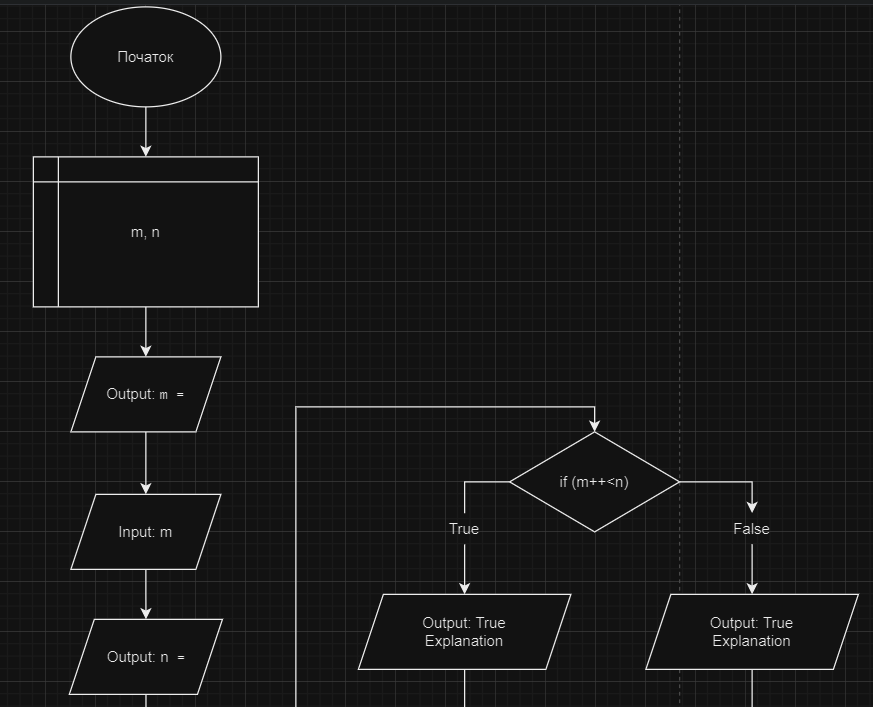 Початок
m, n
Output: m =
Input: m
Output: n =
if (m++<n)
True
False
Output: True
Explanation
Output: True
Explanation